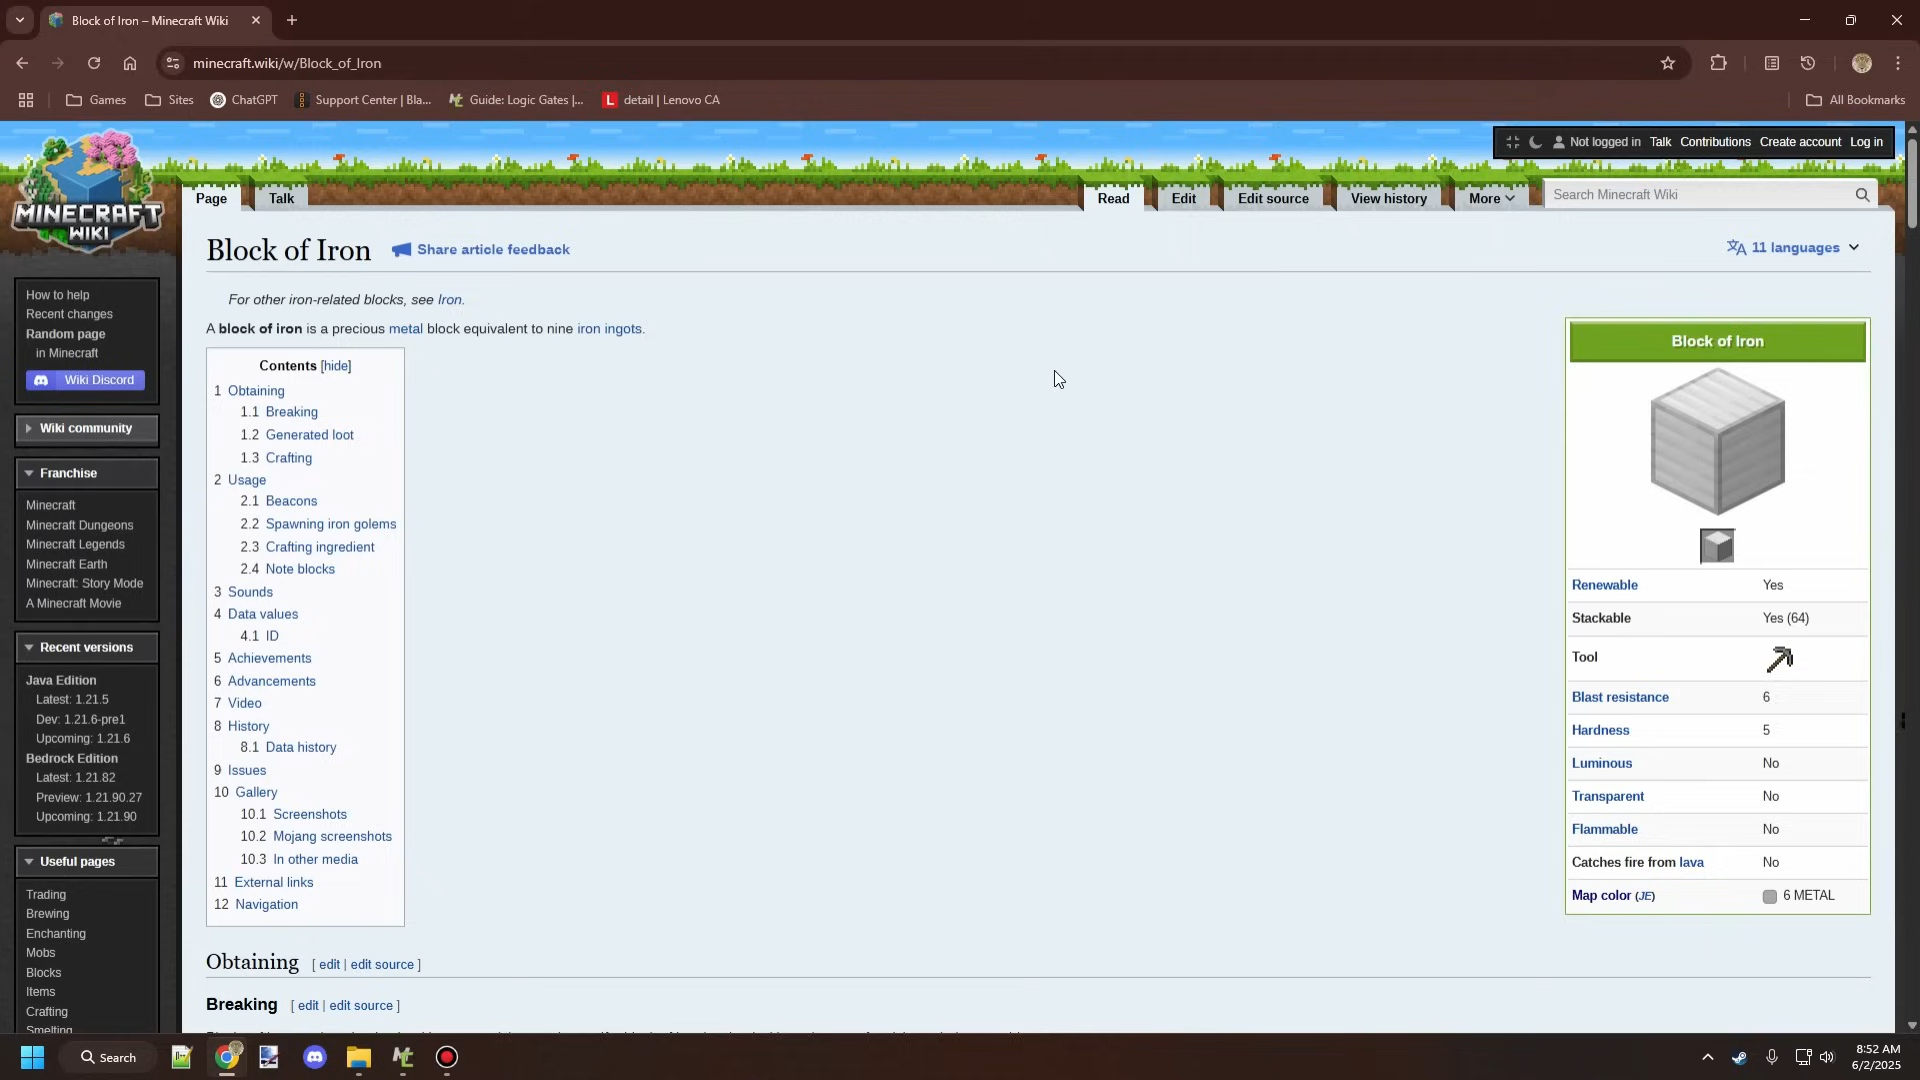 Block of Iron – Minecraft Wiki
minecraft.wiki/w/Block_of_Iron
Games
Sites
ChatGPT
Support Center | Bla...
Guide: Logic Gates |...
detail | Lenovo CA
All Bookmarks
MINECRAFT
WIKI
Not logged in Talk Contributions Create account Log in
Page
Talk
Read
Edit
Edit source
View history
More
Search Minecraft Wiki
Block of Iron
Share article feedback
11 languages
For other iron-related blocks, see Iron.
A block of iron is a precious metal block equivalent to nine iron ingots.
How to help
Recent changes
Random page
in Minecraft
Wiki Discord
Wiki community
Franchise
Minecraft
Minecraft Dungeons
Minecraft Legends
Minecraft Earth
Minecraft: Story Mode
A Minecraft Movie
Recent versions
Java Edition
Latest: 1.21.5
Dev: 1.21.6-pre1
Upcoming: 1.21.6
Bedrock Edition
Latest: 1.21.82
Preview: 1.21.90.27
Upcoming: 1.21.90
Useful pages
Trading
Brewing
Enchanting
Mobs
Blocks
Items
Crafting
Smelting
Contents [hide]
1 Obtaining
1.1 Breaking
1.2 Generated loot
1.3 Crafting
2 Usage
2.1 Beacons
2.2 Spawning iron golems
2.3 Crafting ingredient
2.4 Note blocks
3 Sounds
4 Data values
4.1 ID
5 Achievements
6 Advancements
7 Video
8 History
8.1 Data history
9 Issues
10 Gallery
10.1 Screenshots
10.2 Mojang screenshots
10.3 In other media
11 External links
12 Navigation
Block of Iron
Renewable Yes
Stackable Yes (64)
Tool
Blast resistance 6
Hardness 5
Luminous No
Transparent No
Flammable No
Catches fire from lava No
Map color (JE) 6 METAL
Obtaining [ edit | edit source ]
Breaking [ edit | edit source ]
Search
8:52 AM
6/2/2025